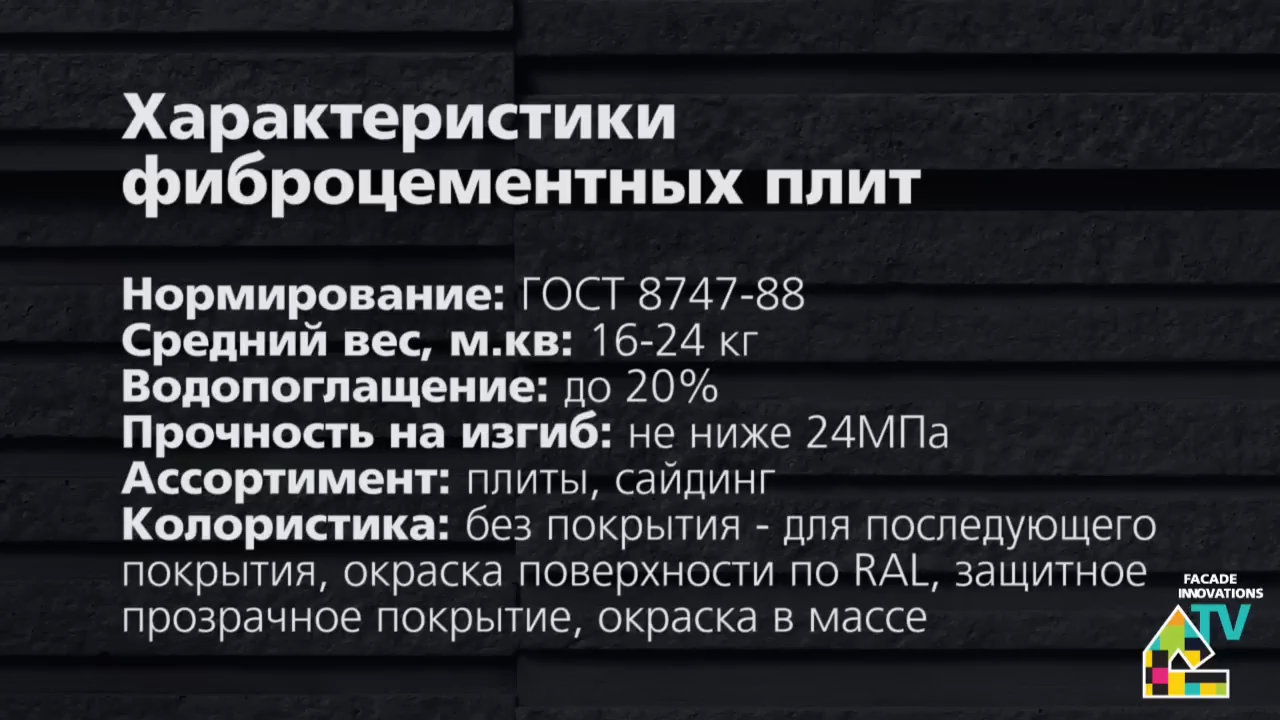 Характеристики
фиброцементных плит
Нормирование: ГОСТ 8747-88
Средний вес, м.кв: 16-24 кг
Водопоглащение: до 20%
Прочность на изгиб: не ниже 24МПа
Ассортимент: плиты, сайдинг
Колористика: без покрытия - для последующего
покрытия, окраска поверхности по RAL, защитное
прозрачное покрытие, окраска в массе
FACADE
INNOVATIONS
TV